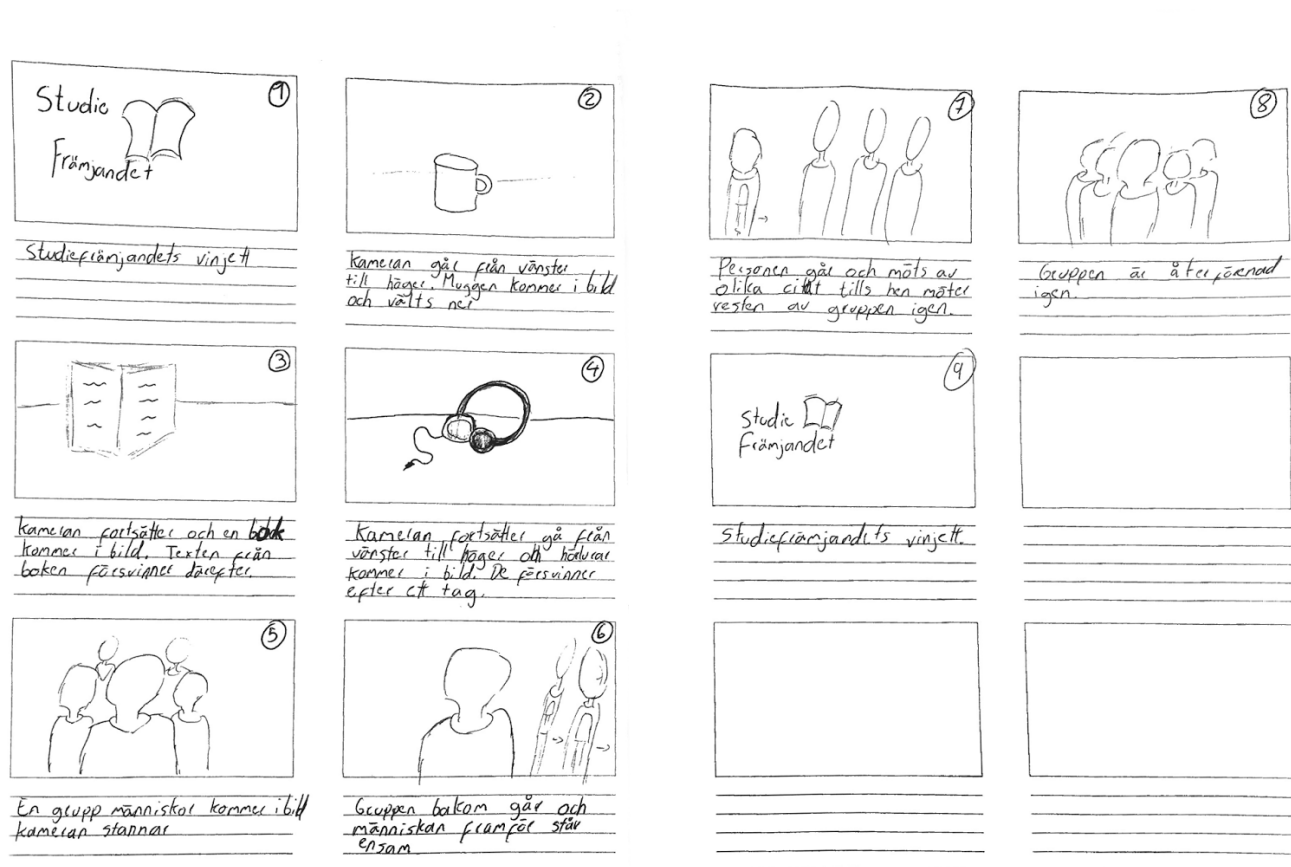 1
Studie
Främjandet
Studiefrämjandets vinjett
2
Kameran går från vänster
till höger. Muggen kommer i bild
och välts ner
3
Kameran fortsätter och en bok
kommer i bild. Texten från
boken försvinner därefter.
4
Kameran fortsätter gå från
vänster till höger och hörlurar
kommer i bild. De försvinner
efter ett tag.
5
En grupp människor kommer i bild
kameran stannar
6
Gruppen bakom går och
människan framför står
ensam
7
Personen går och möts av
olika citat tills hen möter
resten av gruppen igen.
8
Gruppen är återförenad
igen.
9
Studie
Främjandet
Studiefrämjandets vinjett.